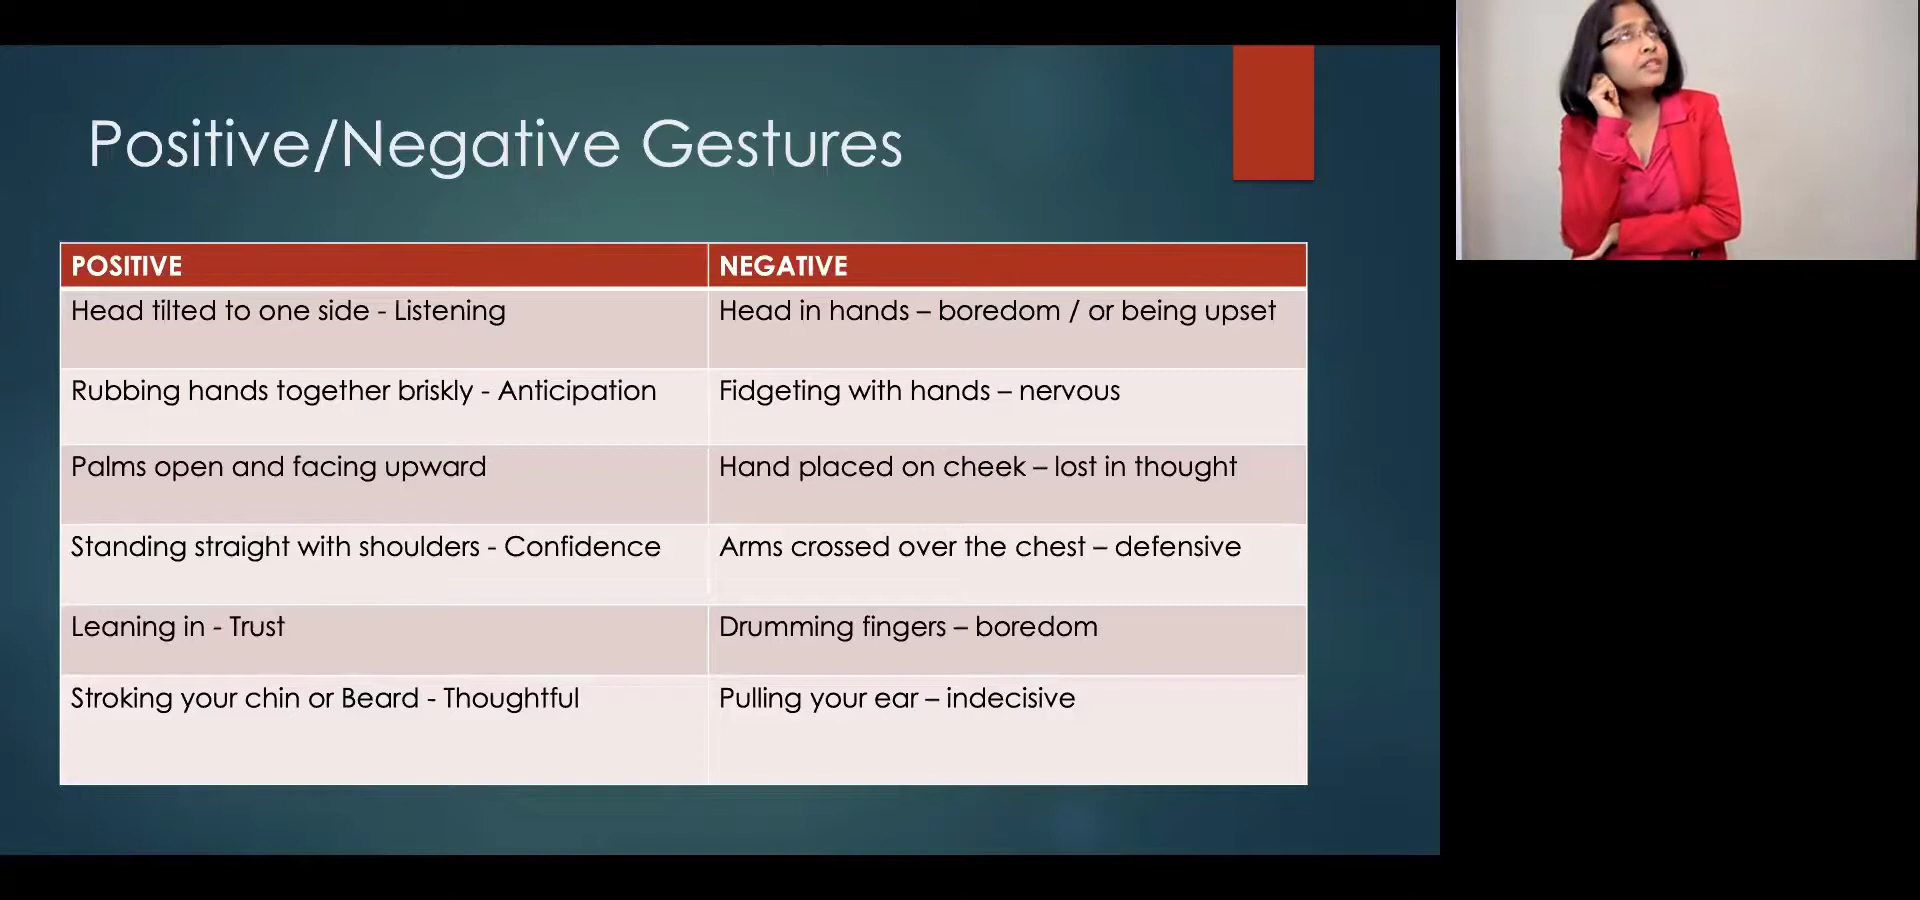 Positive/Negative Gestures
POSITIVE
NEGATIVE
Head tilted to one side - Listening
Head in hands – boredom / or being upset
Rubbing hands together briskly - Anticipation
Fidgeting with hands – nervous
Palms open and facing upward
Hand placed on cheek – lost in thought
Standing straight with shoulders - Confidence
Arms crossed over the chest – defensive
Leaning in - Trust
Drumming fingers – boredom
Stroking your chin or Beard - Thoughtful
Pulling your ear – indecisive